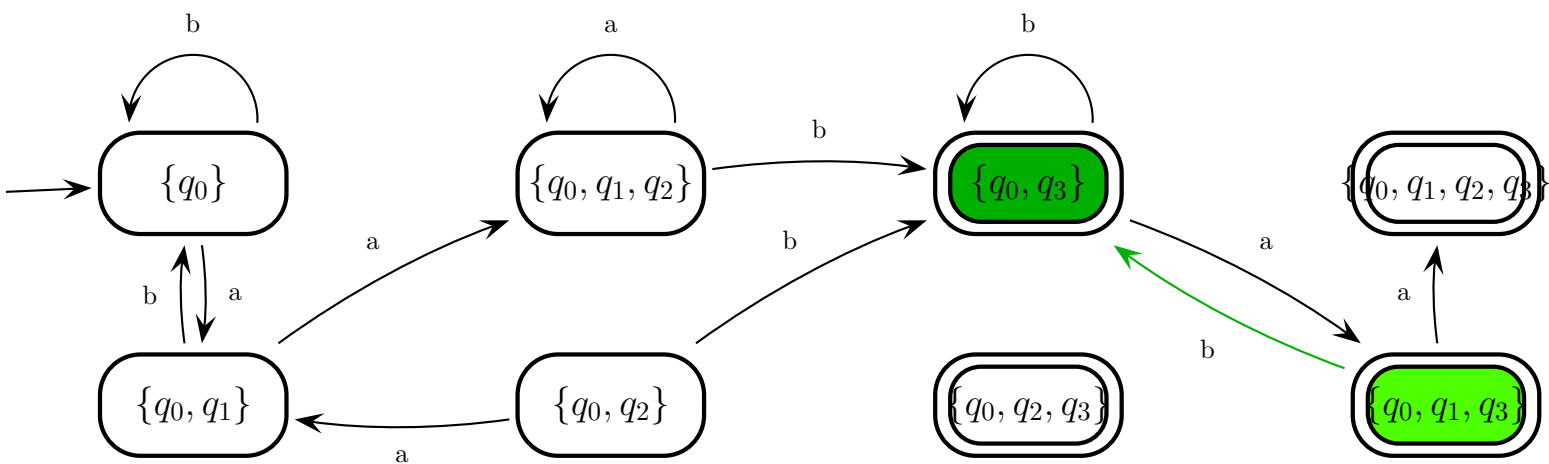 b a b
b
{q₀} {q₀, q₁, q₂} {q₀, q₃} {q₀, q₁, q₂, q₃}
a b a
b a a
b
{q₀, q₁} {q₀, q₂} {q₀, q₂, q₃} {q₀, q₁, q₃}
a